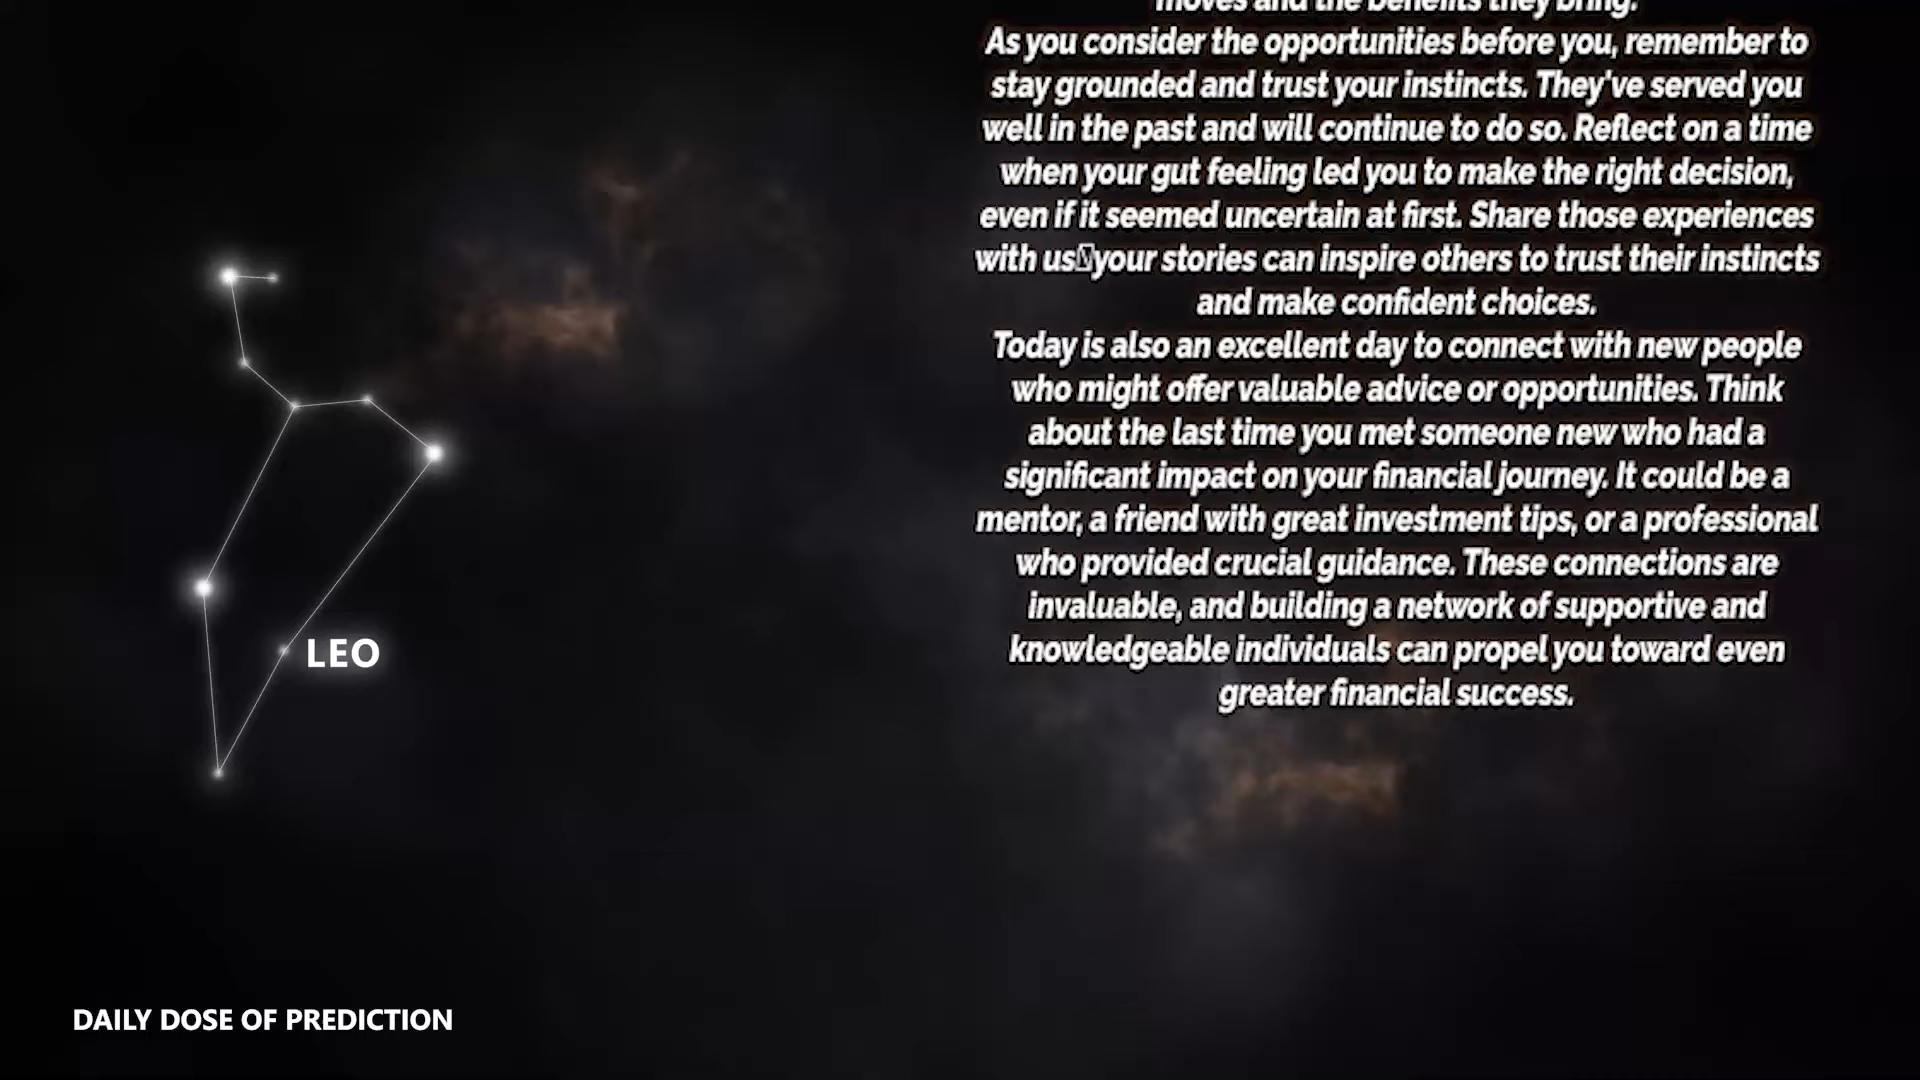 moves and the benefits they bring.
As you consider the opportunities before you, remember to
stay grounded and trust your instincts. They've served you
well in the past and will continue to do so. Reflect on a time
when your gut feeling led you to make the right decision,
even if it seemed uncertain at first. Share those experiences
with us your stories can inspire others to trust their instincts
and make confident choices.
Today is also an excellent day to connect with new people
who might offer valuable advice or opportunities. Think
about the last time you met someone new who had a
significant impact on your financial journey. It could be a
mentor, a friend with great investment tips, or a professional
who provided crucial guidance. These connections are
invaluable, and building a network of supportive and
knowledgeable individuals can propel you toward even
greater financial success.
LEO
DAILY DOSE OF PREDICTION